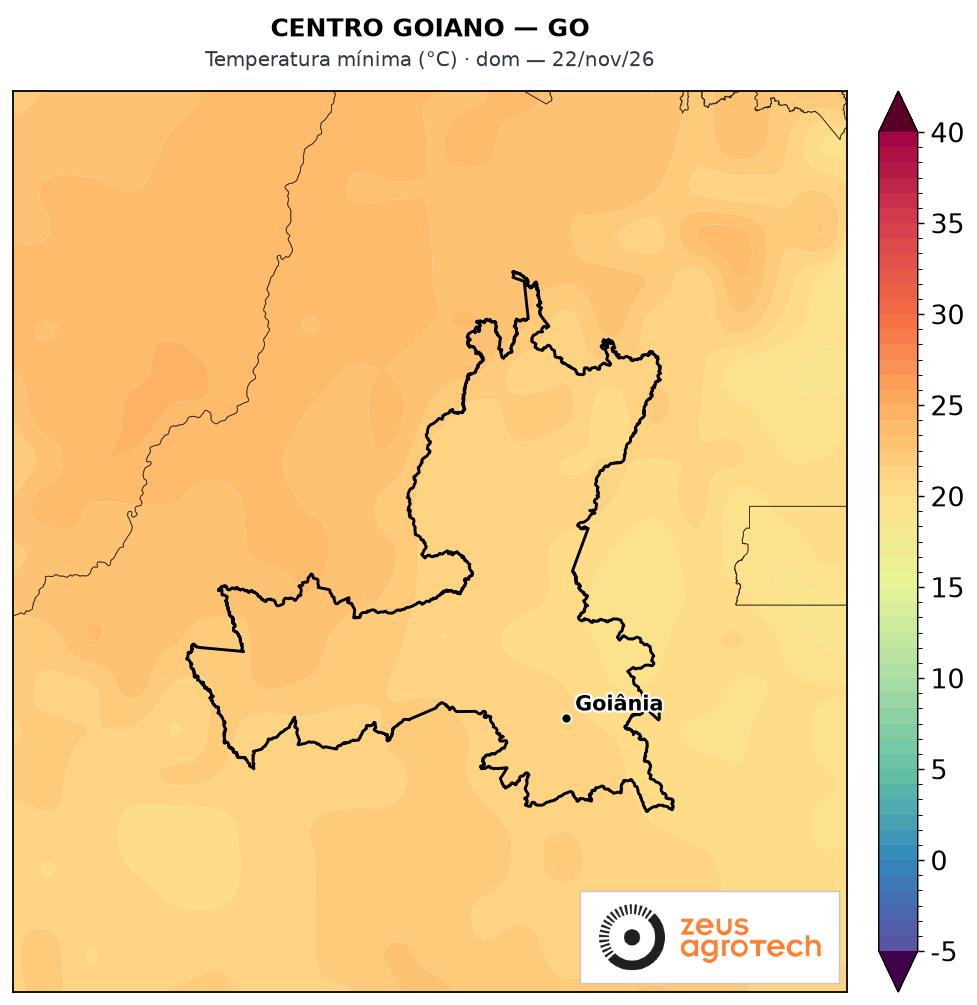 CENTRO GOIANO — GO
Temperatura mínima (°C) · dom — 22/nov/26
40
35
30
25
20
15
10
5
0
-5
Goiânia
zeus
agrotech